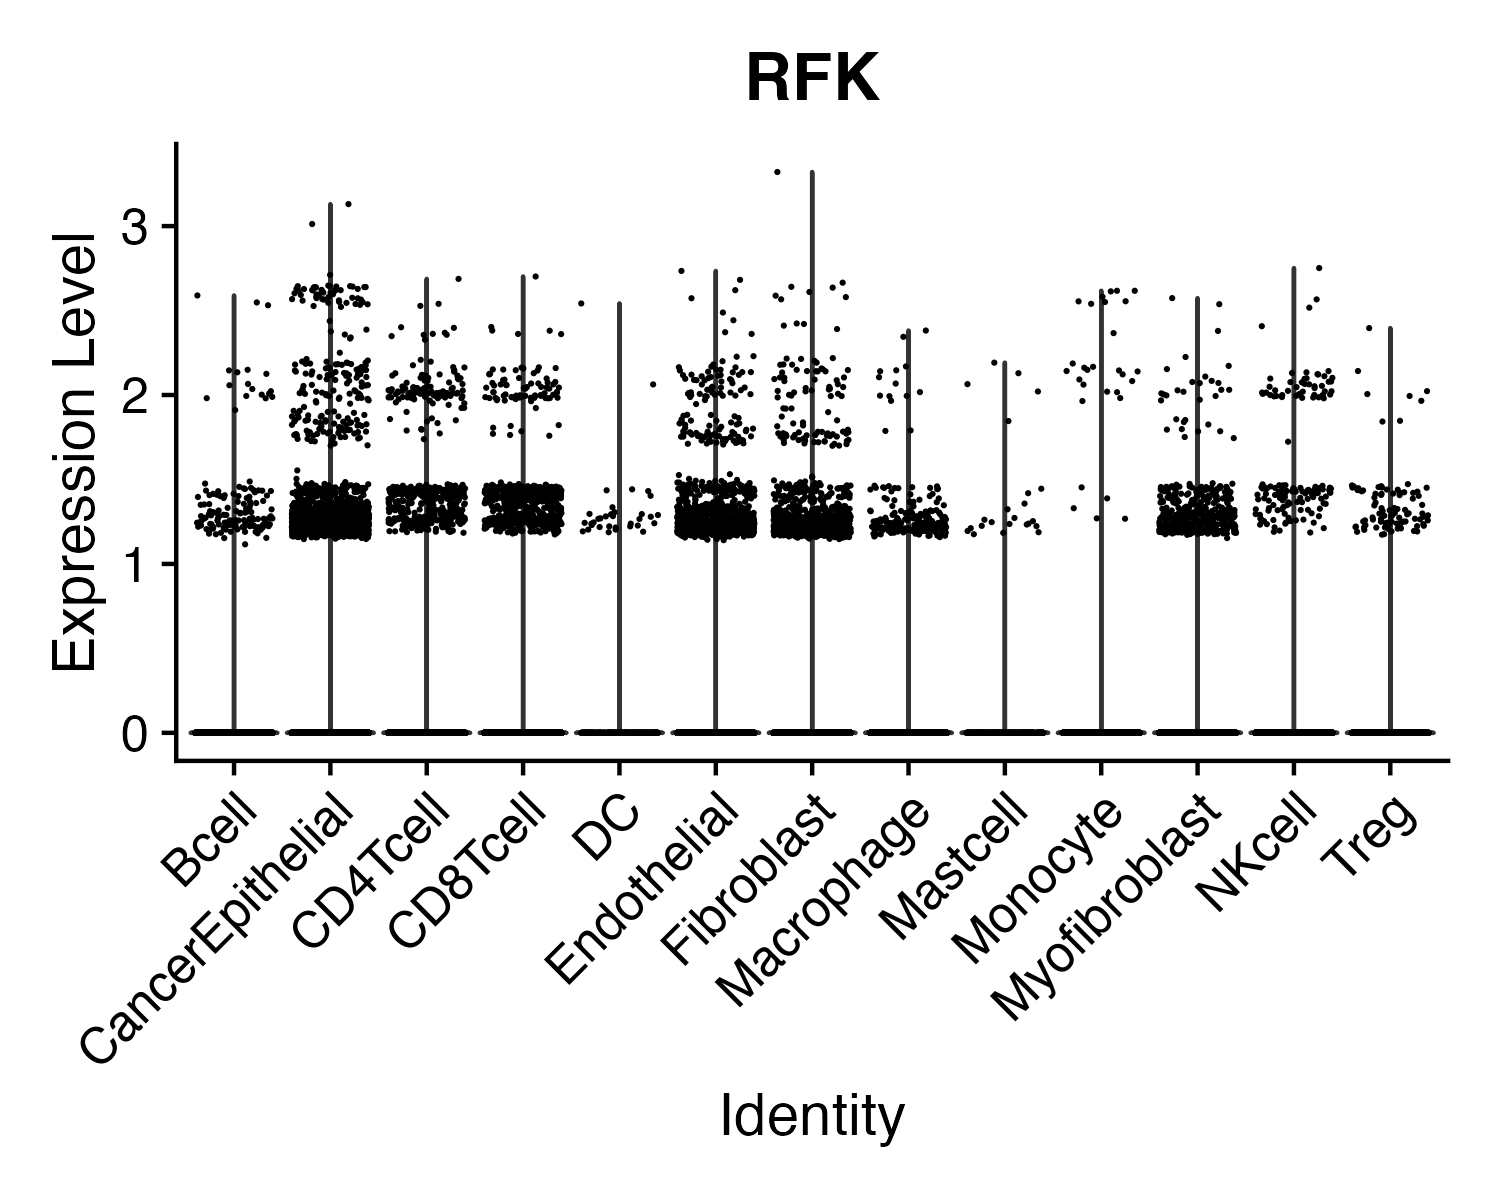 RFK
Expression Level
3
2
1
0
Bcell
CancerEpithelial
CD4Tcell
CD8Tcell
DC
Endothelial
Fibroblast
Macrophage
Mastcell
Monocyte
Myofibroblast
NKcell
Treg
Identity